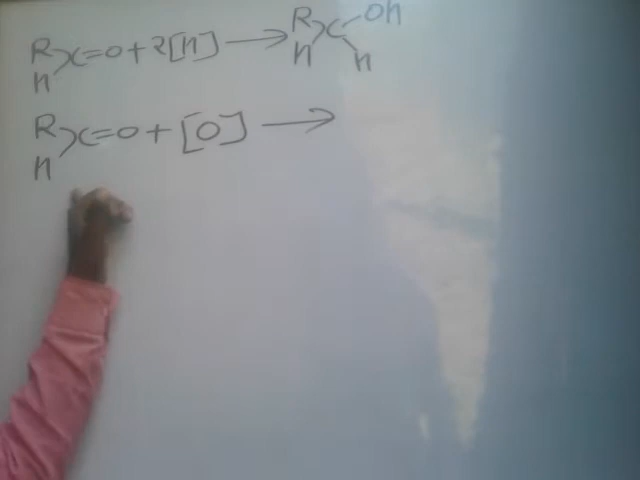 R
H >C=O + 2[H] → R H >C< OH H
R
H >C=O + [O] →